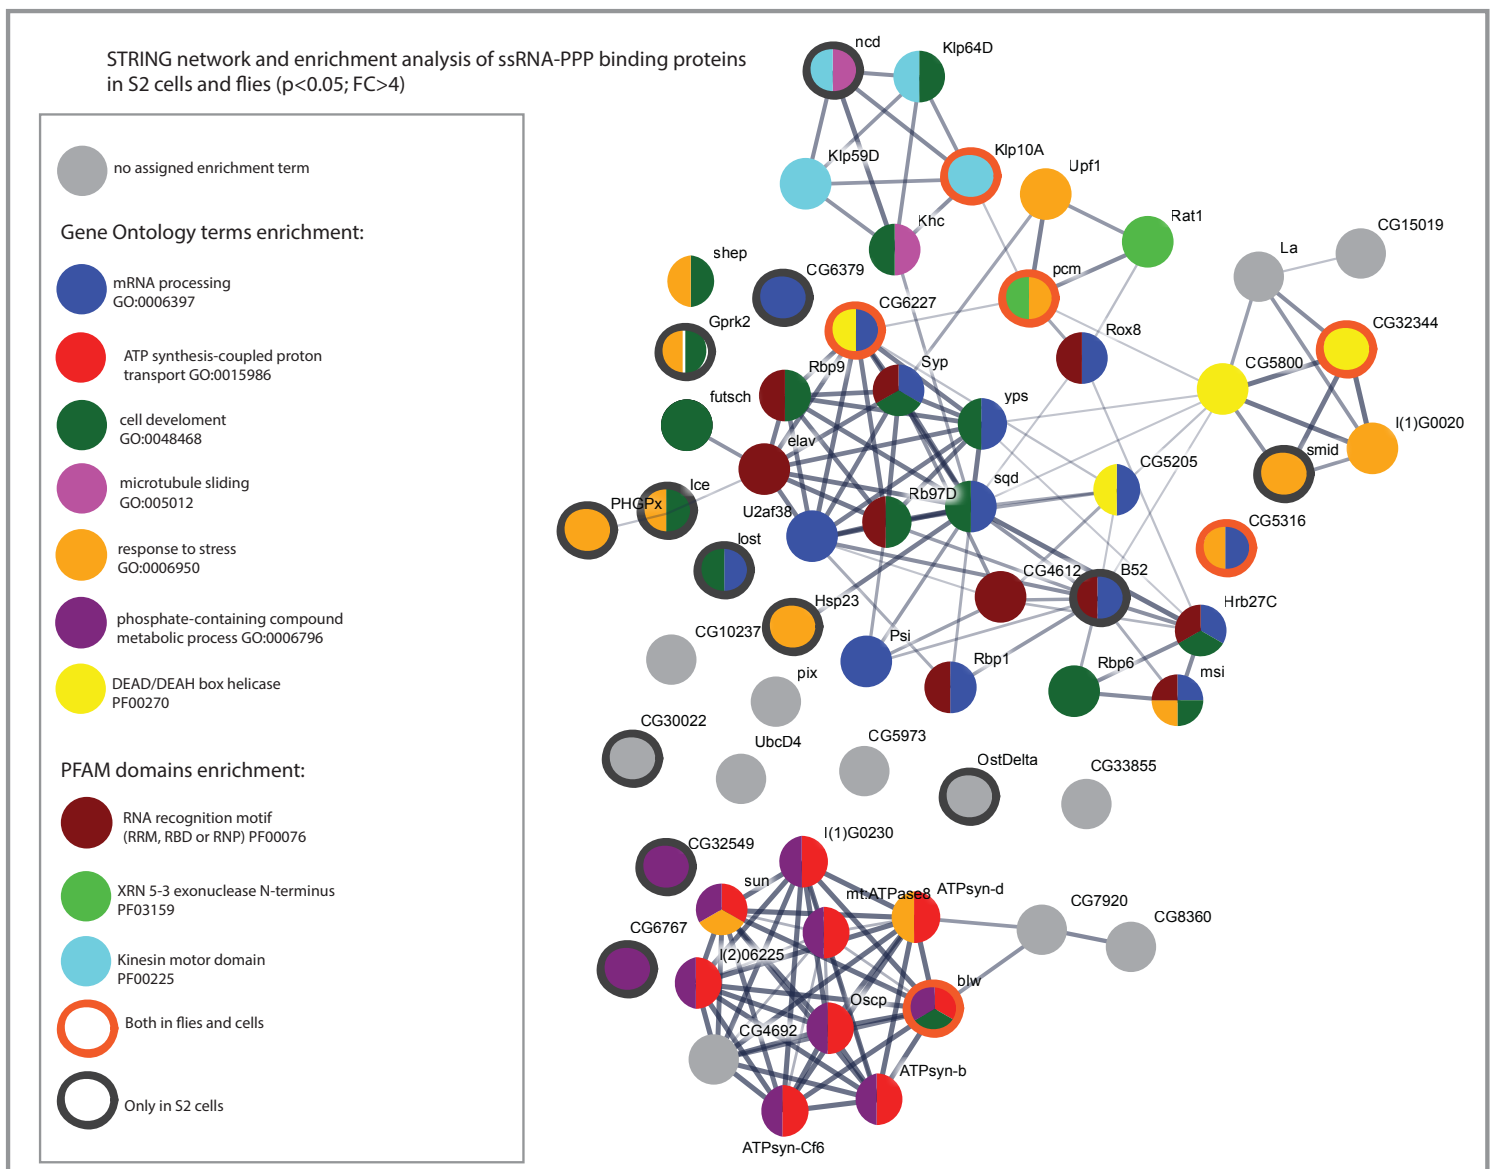 STRING network and enrichment analysis of ssRNA-PPP binding proteins
in S2 cells and flies (p<0.05; FC>4)
no assigned enrichment term
Gene Ontology terms enrichment:
mRNA processing
GO:0006397
ATP synthesis-coupled proton
transport GO:0015986
cell develoment
GO:0048468
microtubule sliding
GO:005012
response to stress
GO:0006950
phosphate-containing compound
metabolic process GO:0006796
DEAD/DEAH box helicase
PF00270
PFAM domains enrichment:
RNA recognition motif
(RRM, RBD or RNP) PF00076
XRN 5-3 exonuclease N-terminus
PF03159
Kinesin motor domain
PF00225
Both in flies and cells
Only in S2 cells
ncd
Klp64D
Klp59D
Klp10A
Upf1
Khc
Rat1
CG15019
La
shep
CG6379
pcm
CG6227
Gprk2
Rox8
CG32344
CG5800
Rbp9
Syp
yps
futsch
l(1)G0020
elav
smid
CG5205
lce
Rb97D
sqd
PHGPx
U2af38
CG5316
lost
CG4612
B52
Hsp23
Hrb27C
CG10237
Psi
Rbp1
Rbp6
msi
pix
CG30022
UbcD4
CG5973
OstDelta
CG33855
l(1)G0230
CG32549
sun
mt:ATPase8
ATPsyn-d
CG7920
CG8360
CG6767
l(2)06225
blw
Oscp
CG4692
ATPsyn-b
ATPsyn-Cf6